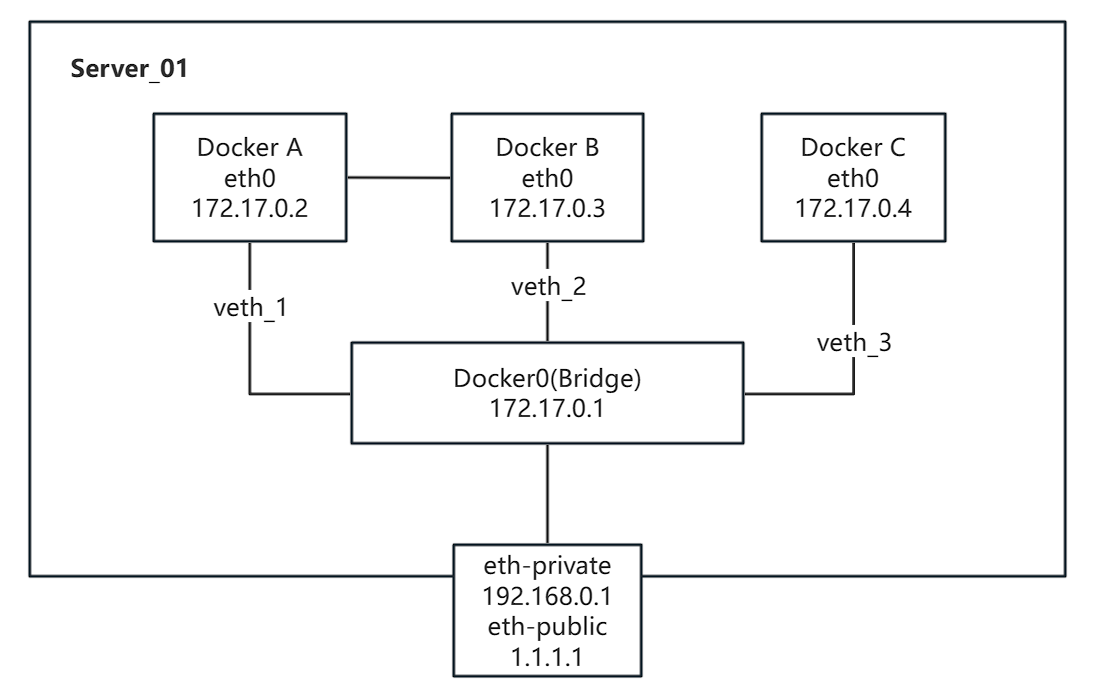 Server_01
Docker A
eth0
172.17.0.2
Docker B
eth0
172.17.0.3
Docker C
eth0
172.17.0.4
veth_1
veth_2
veth_3
Docker0(Bridge)
172.17.0.1
eth-private
192.168.0.1
eth-public
1.1.1.1